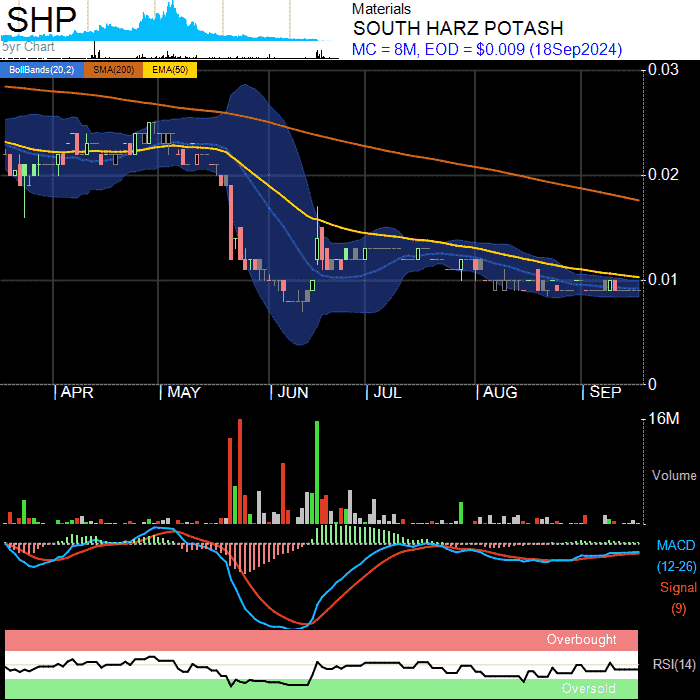 SHP
5yr Chart
Materials
SOUTH HARZ POTASH
MC = 8M, EOD = $0.009 (18Sep2024)
BollBands(20,2) SMA(200) EMA(50)
0.03
0.02
0.01
0
APR MAY JUN JUL AUG SEP
16M
Volume
MACD
(12-26)
Signal
(9)
Overbought
RSI(14)
Oversold